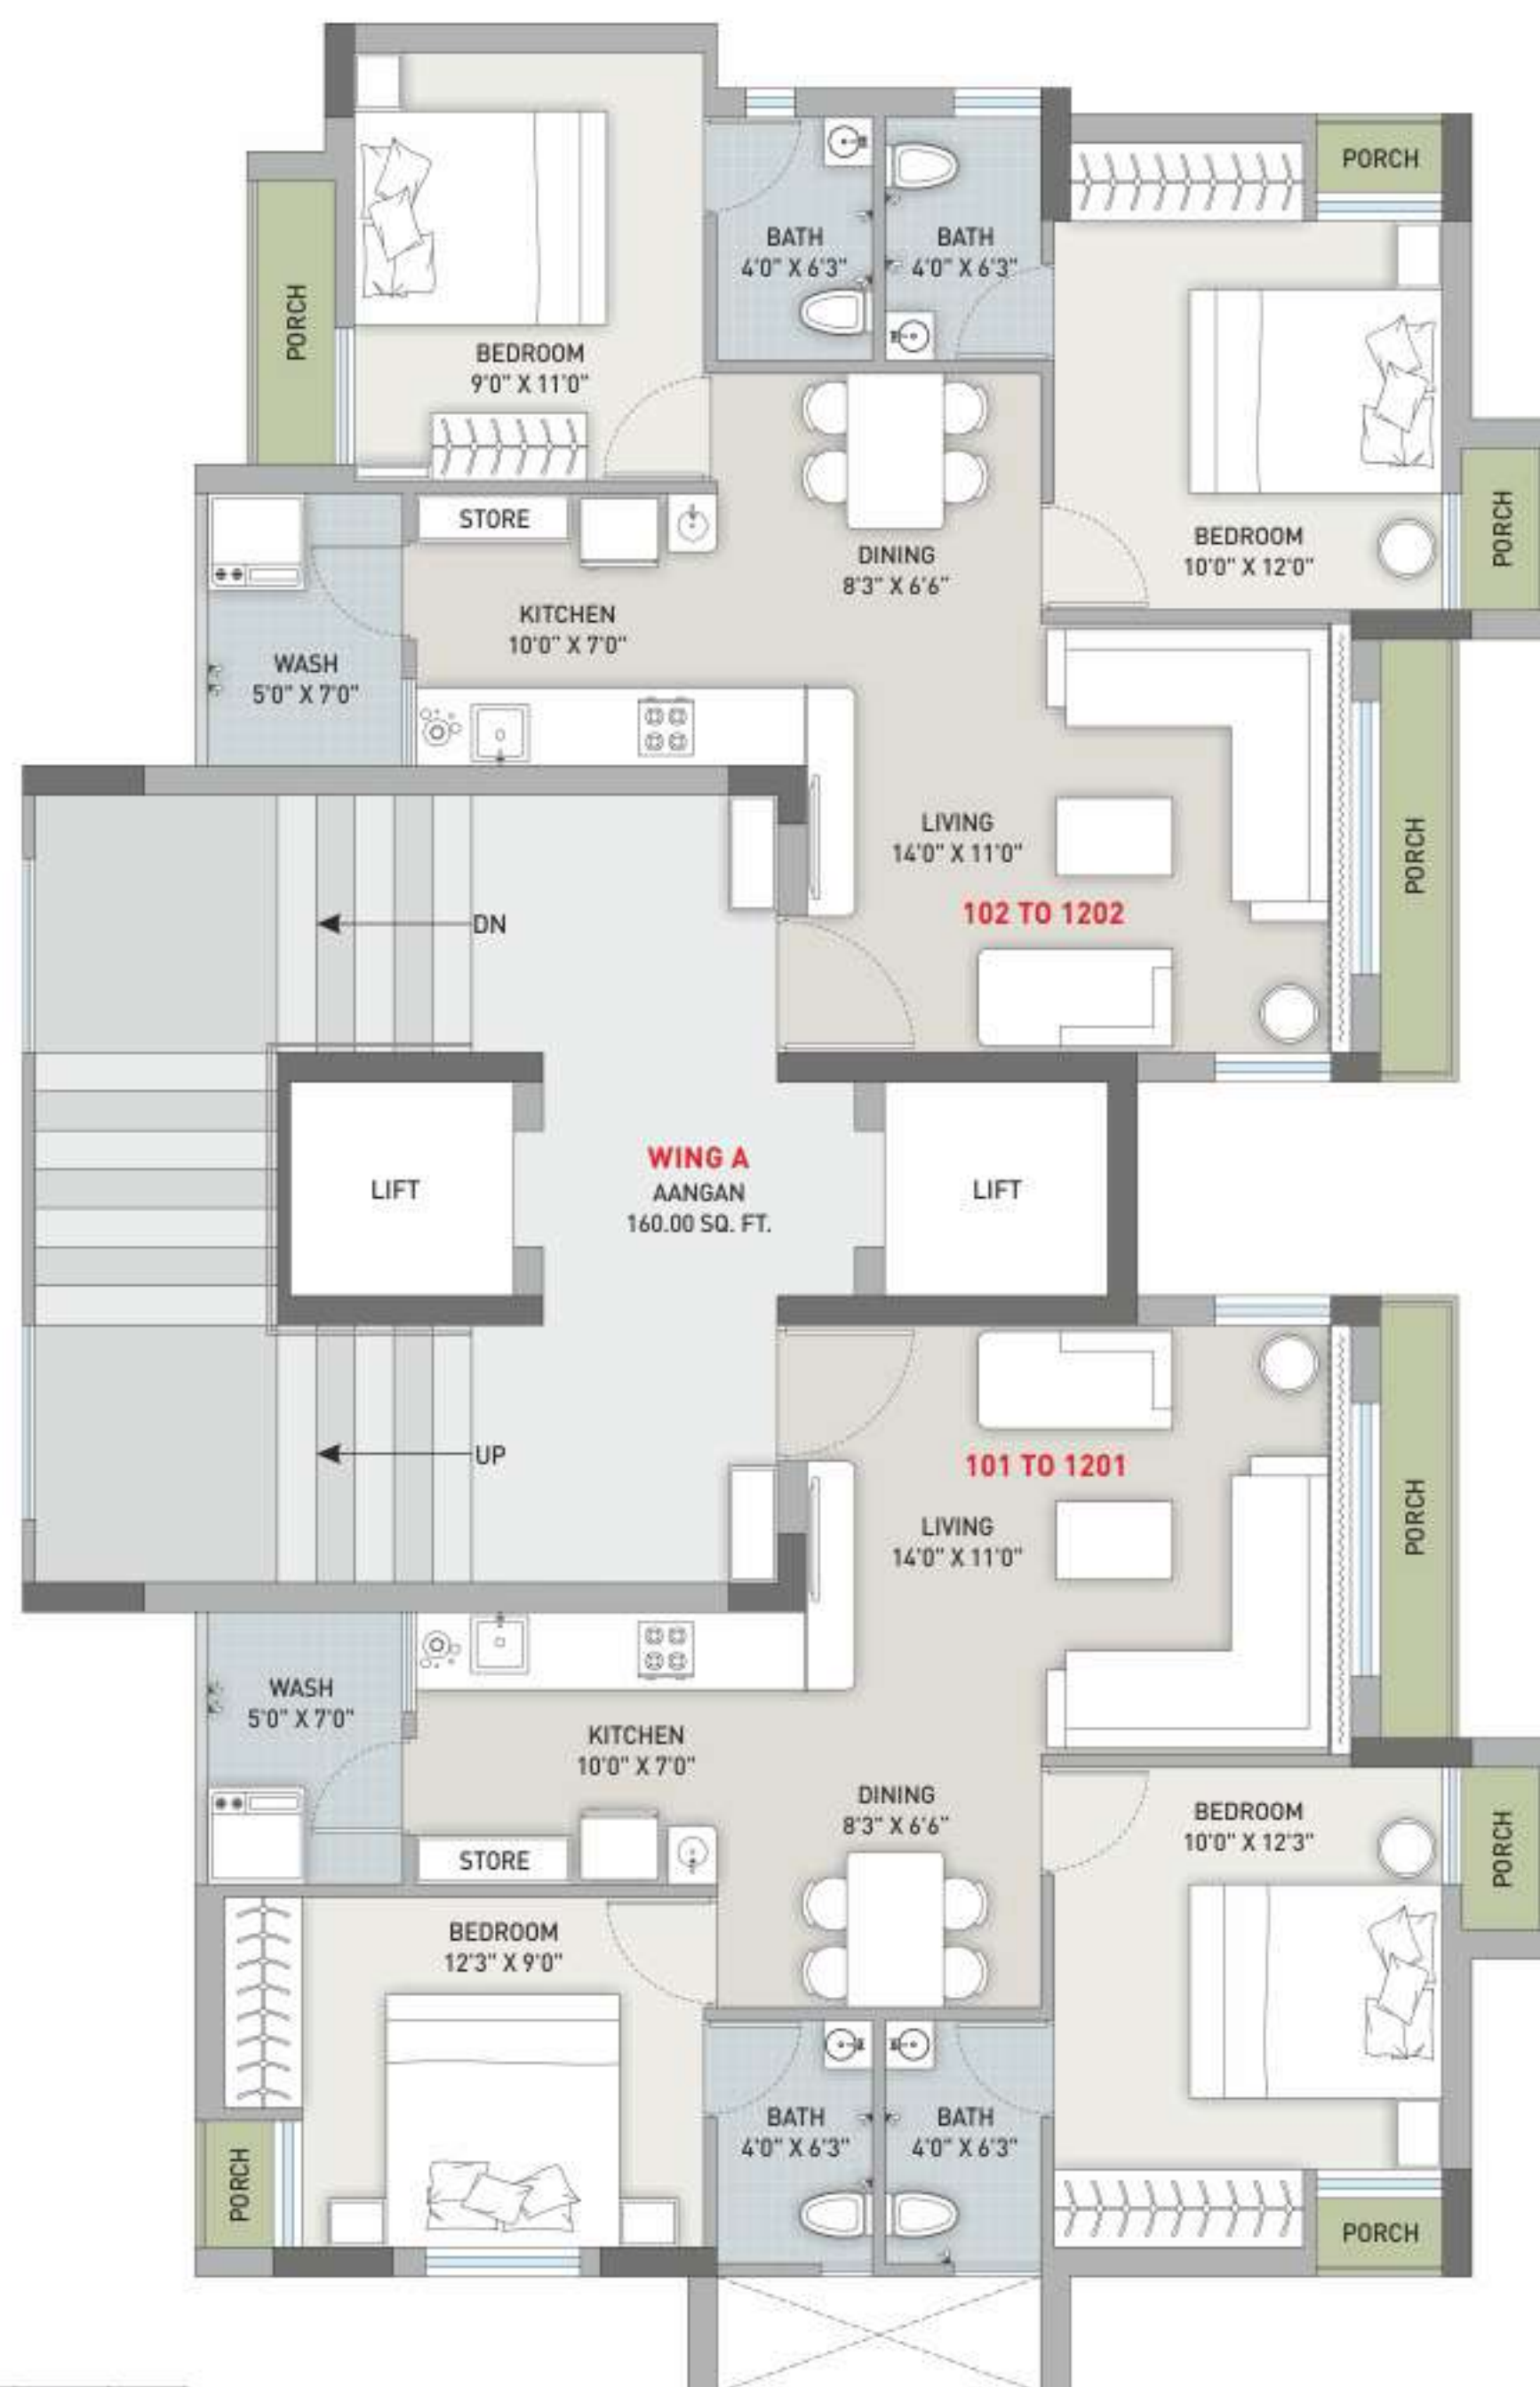 PORCH
BATH
4'0" X 6'3"
BATH
4'0" X 6'3"
PORCH
BEDROOM
9'0" X 11'0"
STORE
PORCH
BEDROOM
10'0" X 12'0"
DINING
8'3" X 6'6"
KITCHEN
10'0" X 7'0"
WASH
5'0" X 7'0"
LIVING
14'0" X 11'0"
PORCH
102 TO 1202
DN
LIFT
WING A
AANGAN
160.00 SQ. FT.
LIFT
UP
101 TO 1201
LIVING
14'0" X 11'0"
PORCH
WASH
5'0" X 7'0"
KITCHEN
10'0" X 7'0"
DINING
8'3" X 6'6"
BEDROOM
10'0" X 12'3"
PORCH
STORE
BEDROOM
12'3" X 9'0"
BATH
4'0" X 6'3"
BATH
4'0" X 6'3"
PORCH
PORCH